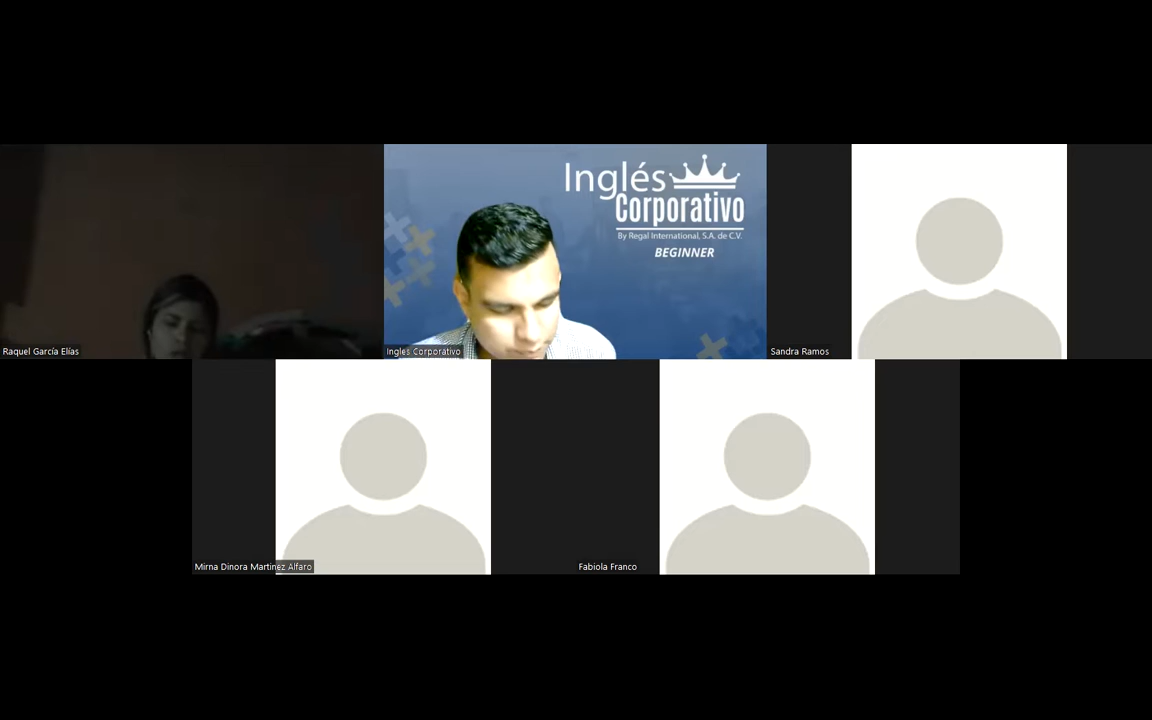 Inglés
Corporativo
By Regal International, S.A. de C.V.
BEGINNER
Raquel García Elías
Ingles Corporativo
Sandra Ramos
Mirna Dinora Martinez Alfaro
Fabiola Franco